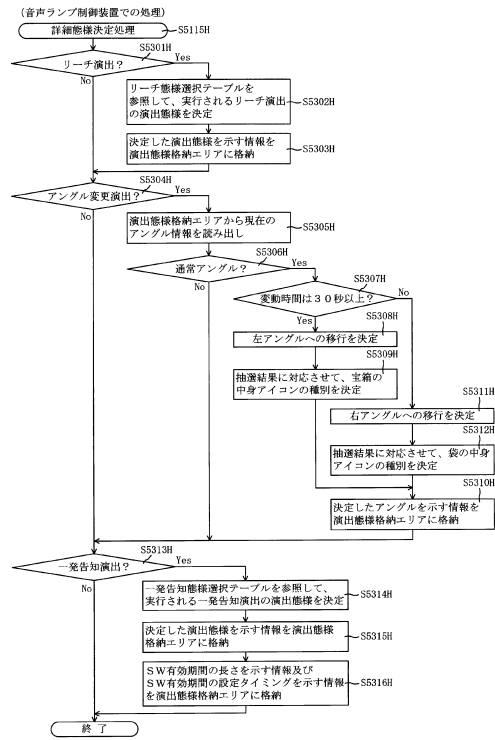 (音声ランプ制御装置での処理)
詳細態様決定処理
S5115H
S5301H
リーチ演出?
Yes
No
リーチ態様選択テーブルを
参照して、実行されるリーチ演出
の演出態様を決定
S5302H
決定した演出態様を示す情報を
演出態様格納エリアに格納
S5303H
S5304H
アングル変更演出?
Yes
No
演出態様格納エリアから現在の
アングル情報を読み出し
S5305H
S5306H
通常アングル?
Yes
No
S5307H
変動時間は30秒以上?
No
Yes
S5308H
左アングルへの移行を決定
S5309H
抽選結果に対応させて、宝箱の
中身アイコンの種別を決定
S5311H
右アングルへの移行を決定
S5312H
抽選結果に対応させて、袋の中身
アイコンの種別を決定
S5310H
決定したアングルを示す情報を
演出態様格納エリアに格納
S5313H
一発告知演出?
Yes
No
一発告知態様選択テーブルを参照して、
実行される一発告知演出の演出態様を決定
S5314H
決定した演出態様を示す情報を演出態様
格納エリアに格納
S5315H
SW有効期間の長さを示す情報及び
SW有効期間の設定タイミングを示す情報
を演出態様格納エリアに格納
S5316H
終了